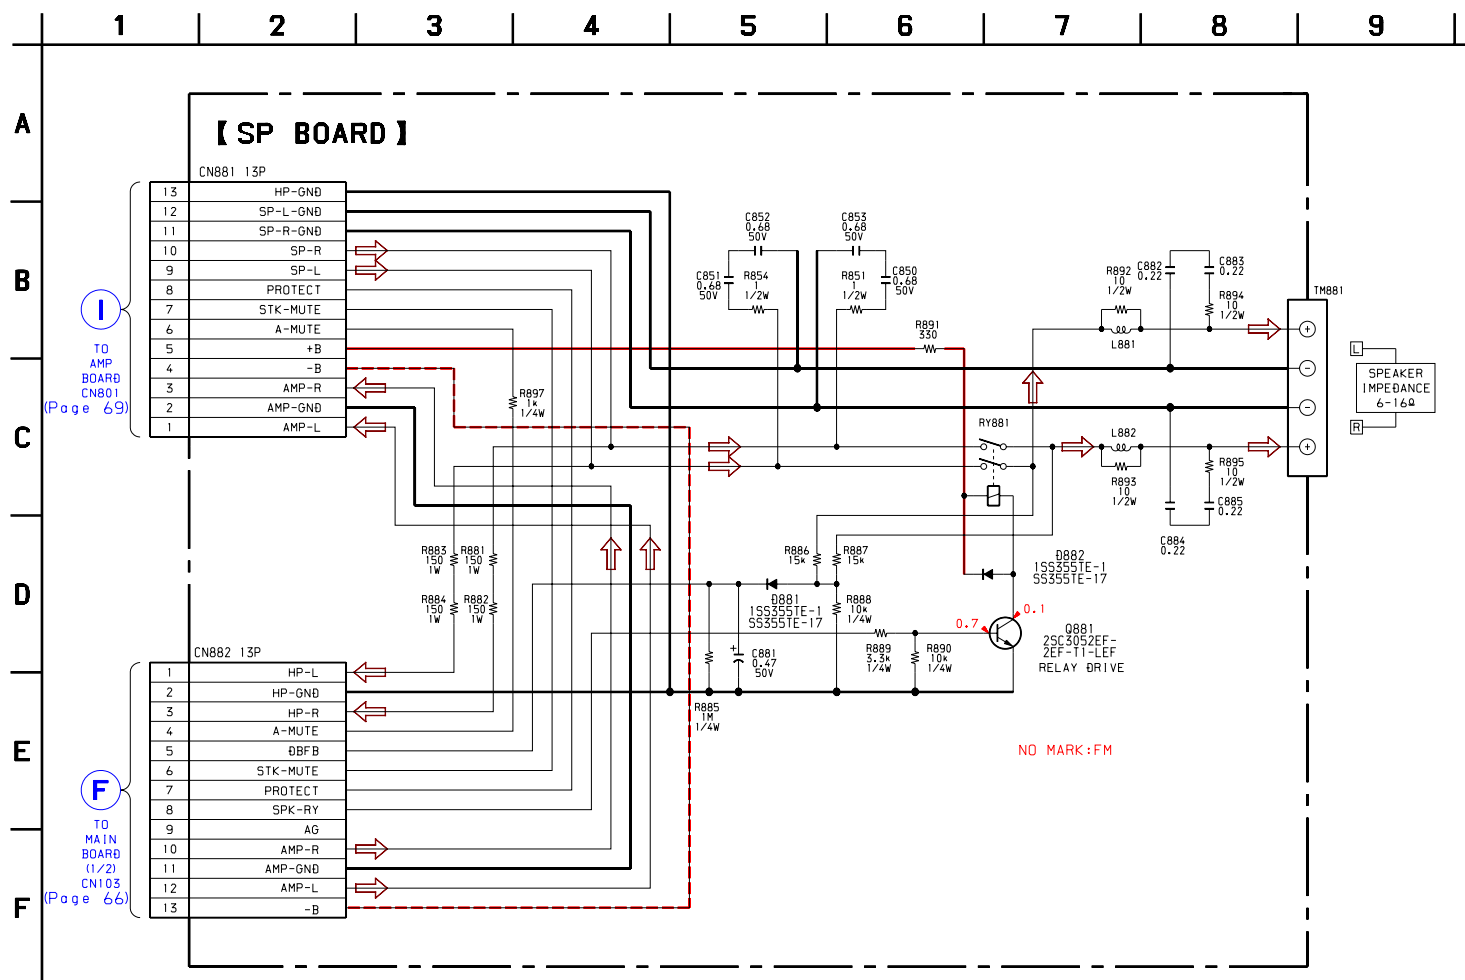 1 2 3 4 5 6 7 8 9
A
B
C
D
E
F
【 SP BOARD 】
CN881 13P
13 HP-GND
12 SP-L-GND
11 SP-R-GND
10 SP-R
9 SP-L
8 PROTECT
7 STK-MUTE
6 A-MUTE
5 +B
4 -B
3 AMP-R
2 AMP-GND
1 AMP-L
I
TO
AMP
BOARD
CN801
(Page 69)
C852
0.68
50V
C853
0.68
50V
C851
0.68
50V
R854
1
1/2W
R851
1
1/2W
C850
0.68
50V
R891
330
R892
10
1/2W
C882
0.22
C883
0.22
R894
10
1/2W
L881
TM881
+
-
-
+
L
SPEAKER
IMPEDANCE
6-16Ω
R
R897
1k
1/4W
RY881
L882
R893
10
1/2W
R895
10
1/2W
C885
0.22
C884
0.22
R883
150
1W
R881
150
1W
R884
150
1W
R882
150
1W
R886
15k
R887
15k
D881
1SS355TE-1
SS355TE-17
R888
10k
1/4W
D882
1SS355TE-1
SS355TE-17
0.1
0.7
Q881
2SC3052EF-
2EF-T1-LEF
RELAY DRIVE
R889
3.3k
1/4W
R890
10k
1/4W
+
C881
0.47
50V
R885
1M
1/4W
NO MARK:FM
CN882 13P
1 HP-L
2 HP-GND
3 HP-R
4 A-MUTE
5 DBFB
6 STK-MUTE
7 PROTECT
8 SPK-RY
9 AG
10 AMP-R
11 AMP-GND
12 AMP-L
13 -B
F
TO
MAIN
BOARD
(1/2)
CN103
(Page 66)